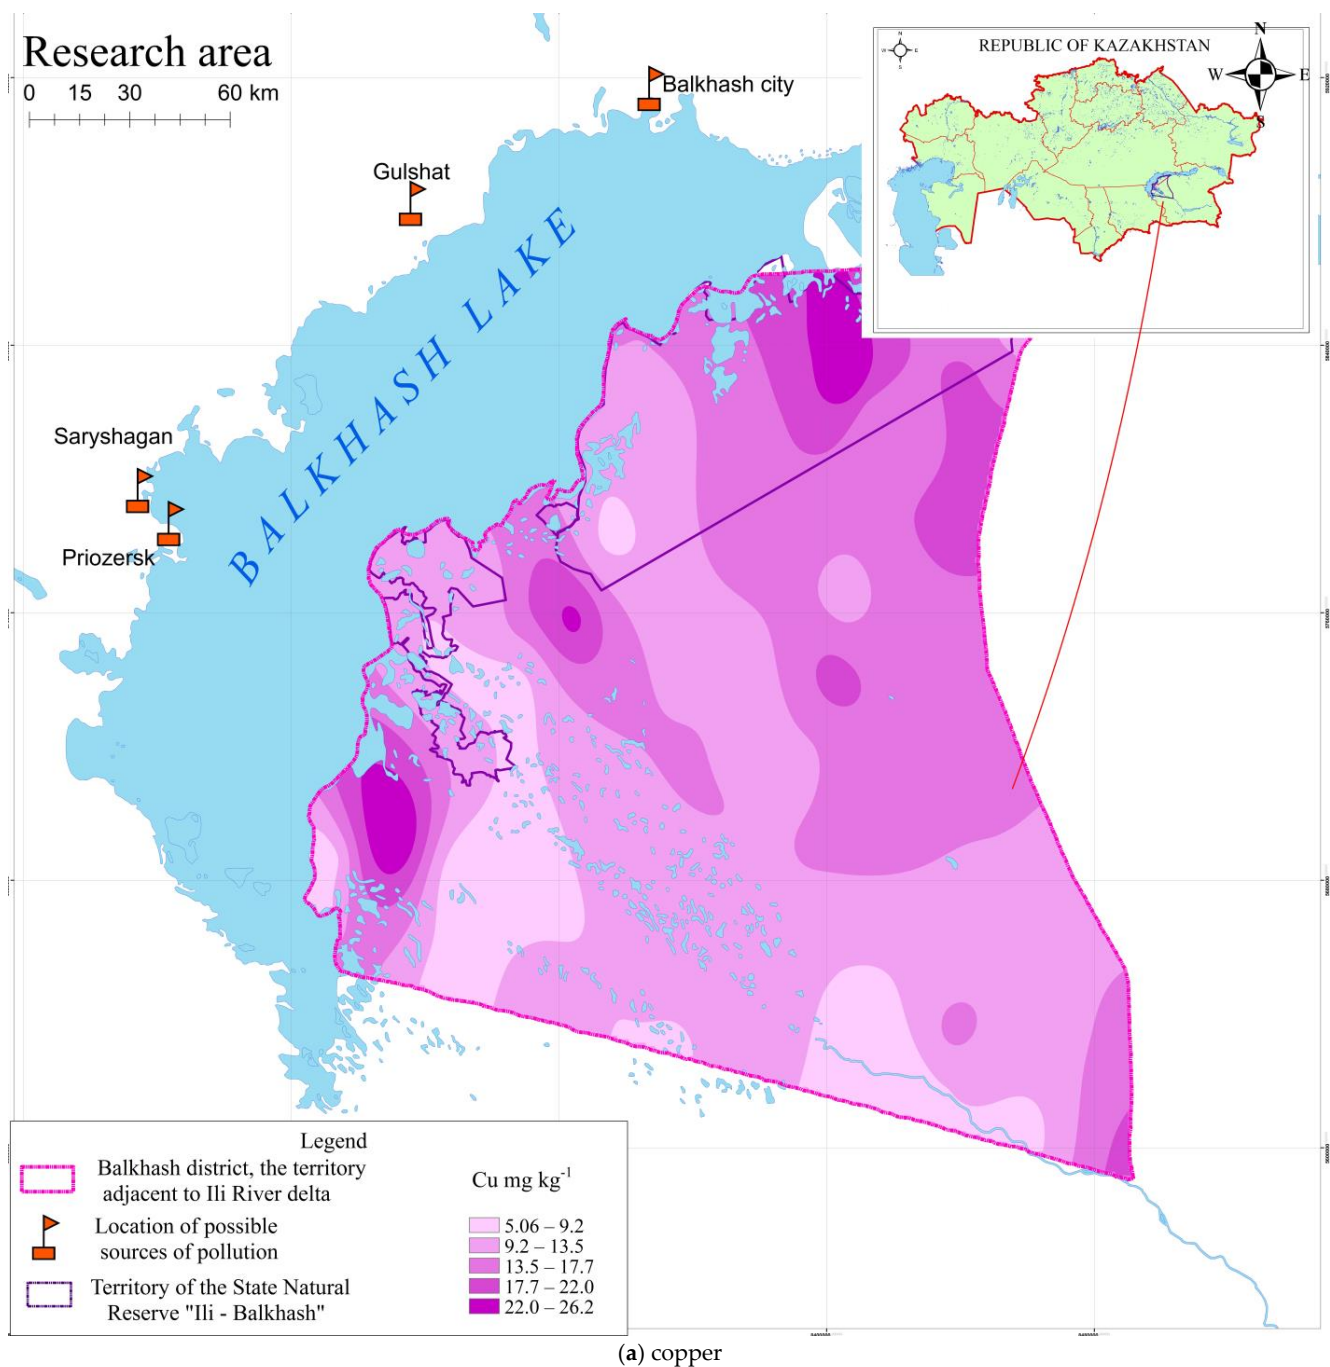 Research area
0 15 30 60 km
REPUBLIC OF KAZAKHSTAN
N
W E
S
N
W E
S
Balkhash city
Gulshat
BALKHASH LAKE
Saryshagan
Priozersk
Legend
Balkhash district, the territory
adjacent to Ili River delta
Location of possible
sources of pollution
Territory of the State Natural
Reserve "Ili - Balkhash"
Cu mg kg-1
5.06 – 9.2
9.2 – 13.5
13.5 – 17.7
17.7 – 22.0
22.0 – 26.2
(a) copper